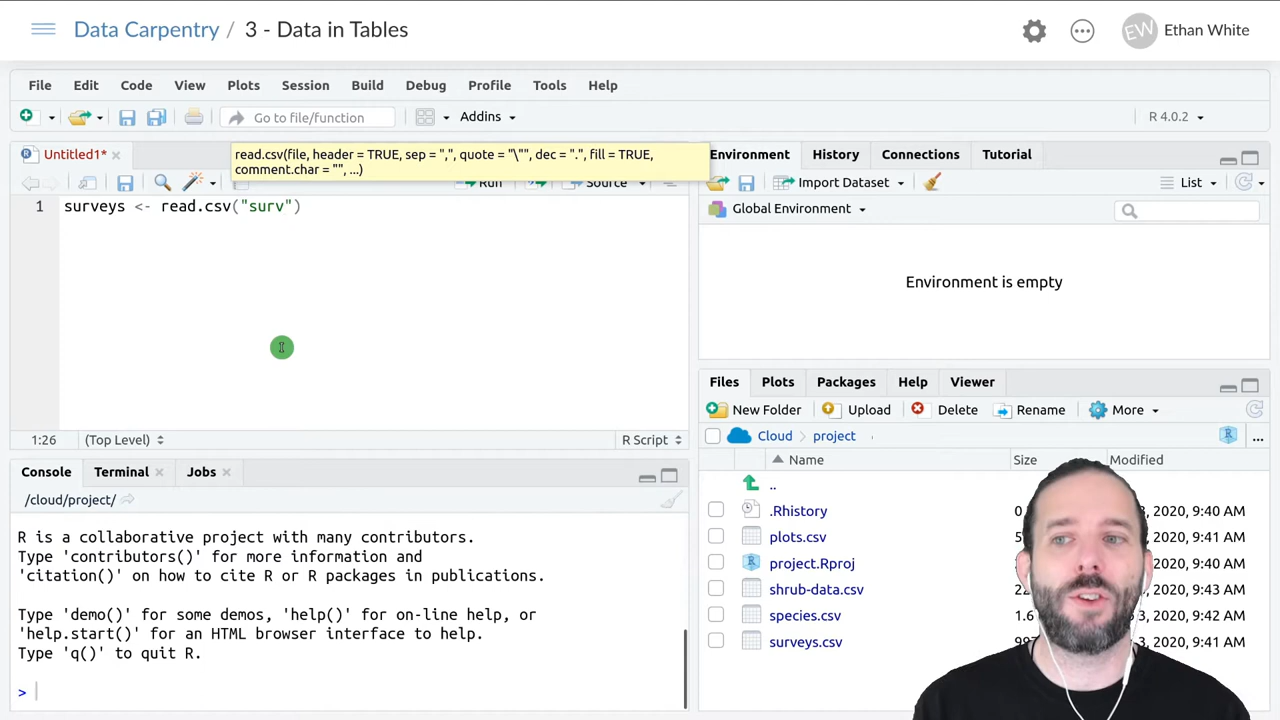 Data Carpentry / 3 - Data in Tables
EW Ethan White
File Edit Code View Plots Session Build Debug Profile Tools Help
Go to file/function
Addins
R 4.0.2
Untitled1*
read.csv(file, header = TRUE, sep = ",", quote = "\"", dec = ".", fill = TRUE,
comment.char = "", ...)
Run
Source
1 surveys <- read.csv("surv")
1:26 (Top Level) R Script
Console Terminal Jobs
/cloud/project/
R is a collaborative project with many contributors.
Type 'contributors()' for more information and
'citation()' on how to cite R or R packages in publications.
Type 'demo()' for some demos, 'help()' for on-line help, or
'help.start()' for an HTML browser interface to help.
Type 'q()' to quit R.
>
Environment History Connections Tutorial
Import Dataset List
Global Environment
Environment is empty
Files Plots Packages Help Viewer
New Folder Upload Delete Rename More
Cloud project R ...
Name Size Modified
..
.Rhistory 0 3, 2020, 9:40 AM
plots.csv 3, 2020, 9:41 AM
project.Rproj 3, 2020, 9:40 AM
shrub-data.csv 3, 2020, 9:43 AM
species.csv 1.6 3, 2020, 9:42 AM
surveys.csv 3, 2020, 9:41 AM